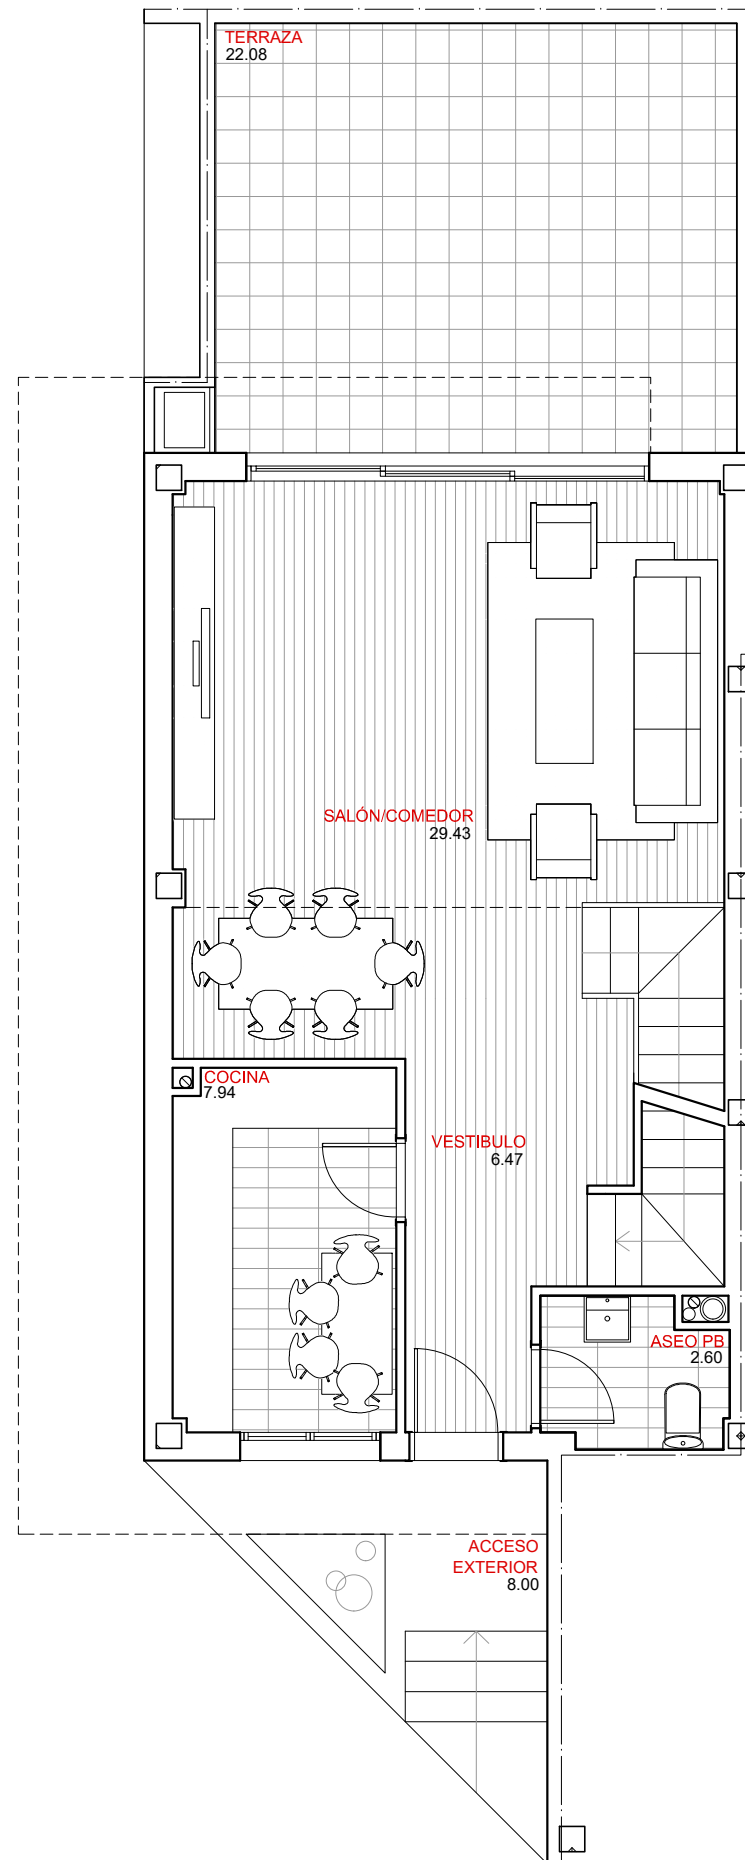 TERRAZA
22.08
SALÓN/COMEDOR
29.43
COCINA
7.94
VESTIBULO
6.47
ASEO PB
2.60
ACCESO
EXTERIOR
8.00